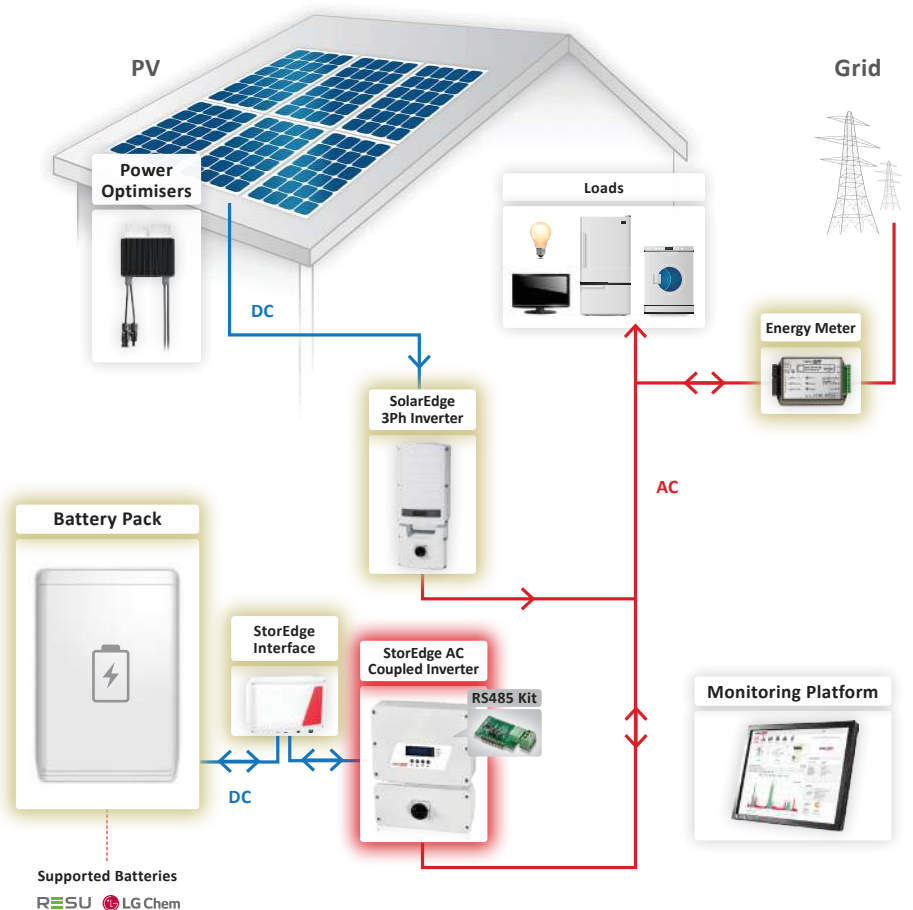 PV
Grid
Power
Optimisers
Loads
DC
Energy Meter
SolarEdge
3Ph Inverter
AC
Battery Pack
StorEdge
Interface
StorEdge AC
Coupled Inverter
RS485 Kit
Monitoring Platform
DC
Supported Batteries
RESU LG Chem